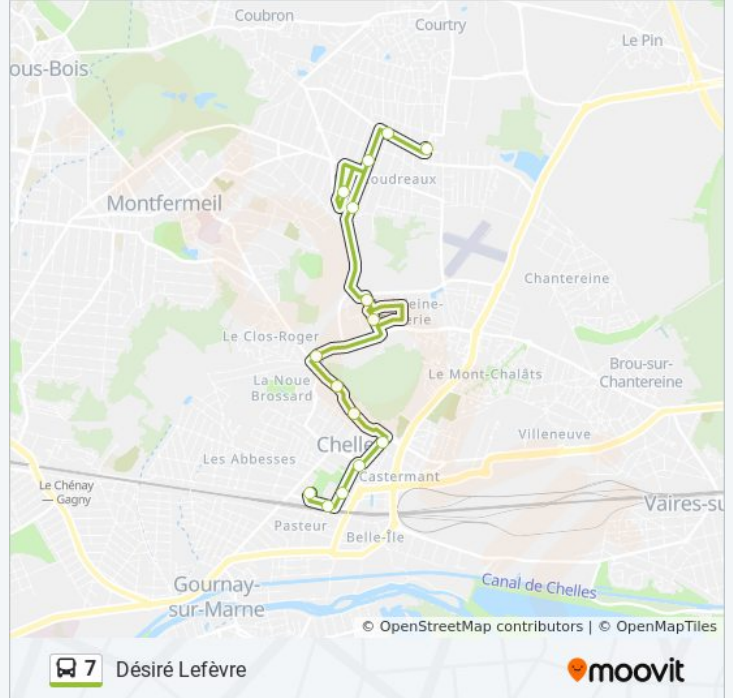 Coubron
Courtry
Le Pin
ous-Bois
oudreaux
Montfermeil
Chantereine
eine-
erie
Le Clos-Roger
Brou-sur-
Chantereine
Le Mont-Chalâts
La Noue
Brossard
Villeneuve
Chelle
Les Abbesses
Castermant
Le Chénay
— Gagny
Vaires-su
Pasteur
Belle-Île
Gournay-
sur-Marne
Canal de Chelles
© OpenStreetMap contributors | © OpenMapTiles
7 Désiré Lefèvre
moovit